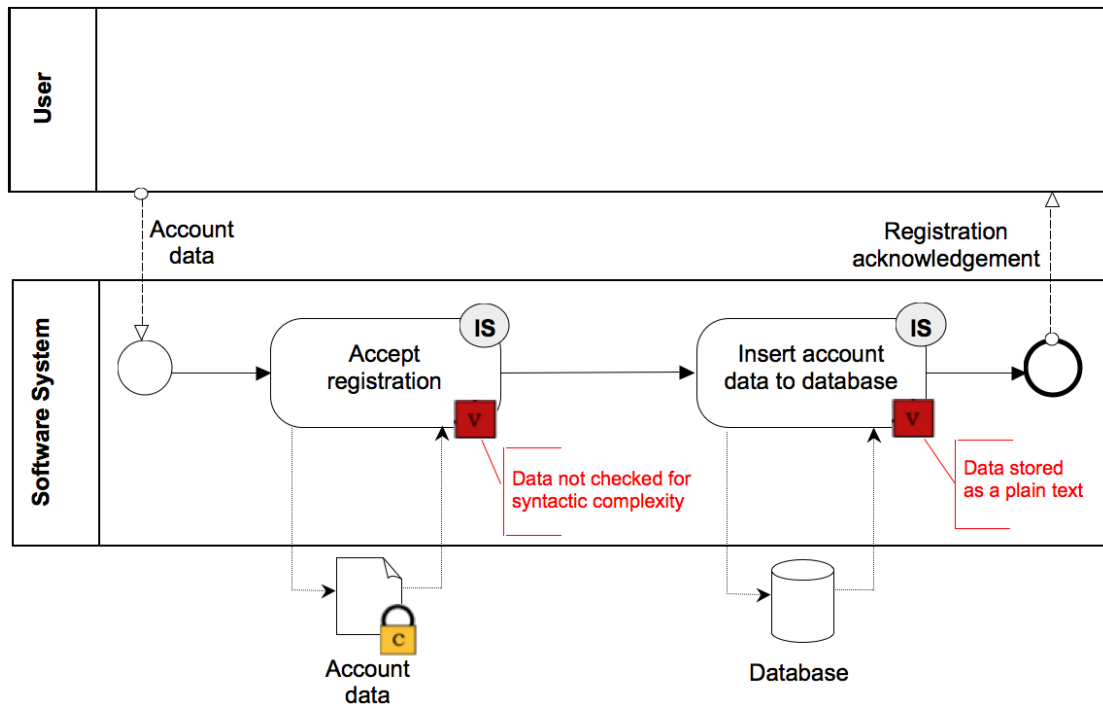 User
Account
data
Registration
acknowledgement
Software System
IS
Accept
registration
V
Data not checked for
syntactic complexity
IS
Insert account
data to database
V
Data stored
as a plain text
C
Account
data
Database